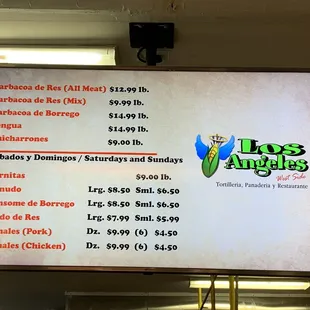 arbacoa de Res (All Meat) $12.99 lb.
arbacoa de Res (Mix) $9.99 lb.
arbacoa de Borrego $14.99 lb.
engua $14.99 lb.
hicharrones $9.00 lb.
bados y Domingos / Saturdays and Sundays
rnitas $9.00 lb.
nudo Lrg. $8.50 Sml. $6.50
nsome de Borrego Lrg. $8.50 Sml. $6.50
do de Res Lrg. $7.99 Sml. $5.99
ales (Pork) Dz. $9.99 (6) $4.50
ales (Chicken) Dz. $9.99 (6) $4.50
Los
Angeles
West Side
Tortilleria, Panaderia y Restaurante